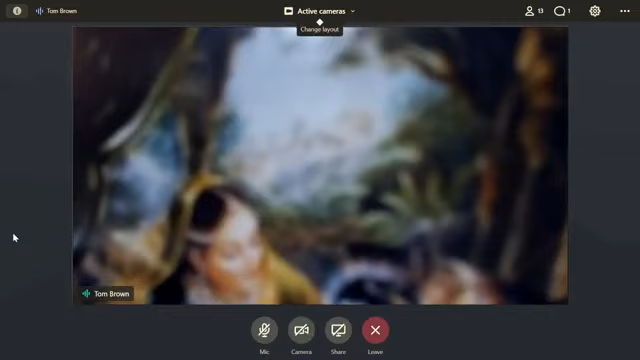 Tom Brown
Active cameras
13
1
Change layout
Tom Brown
Mic
Camera
Share
Leave